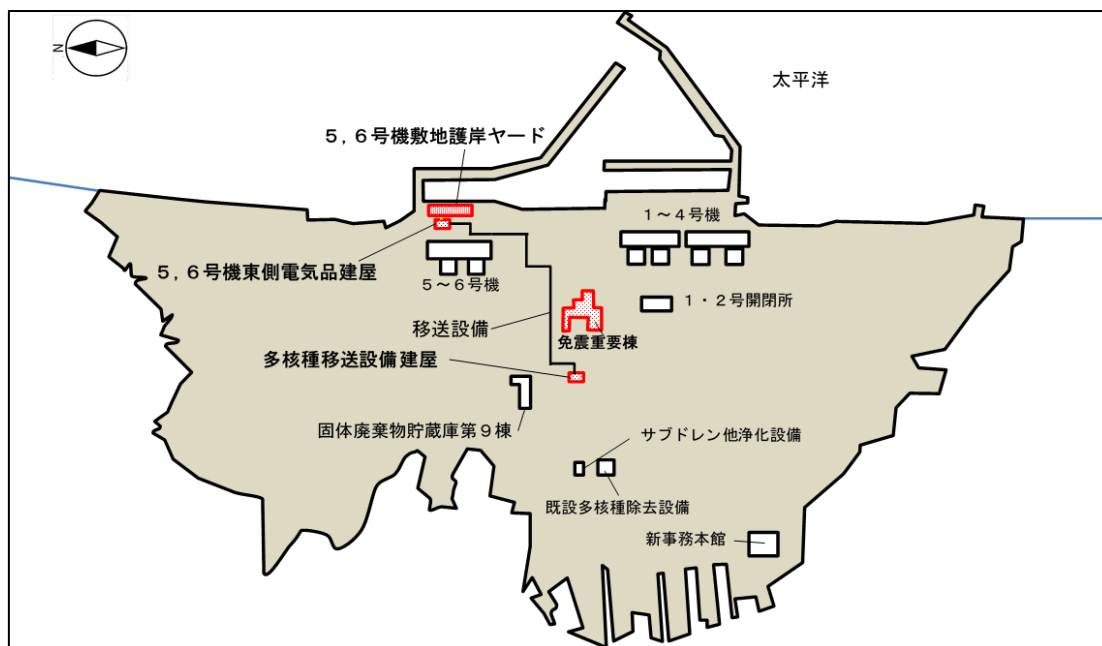 N
太平洋
5,6号機敷地護岸ヤード
1~4号機
5,6号機東側電気品建屋
5~6号機
1・2号開閉所
移送設備
免震重要棟
多核種移送設備建屋
固体廃棄物貯蔵庫第9棟
サブドレン他浄化設備
既設多核種除去設備
新事務本館